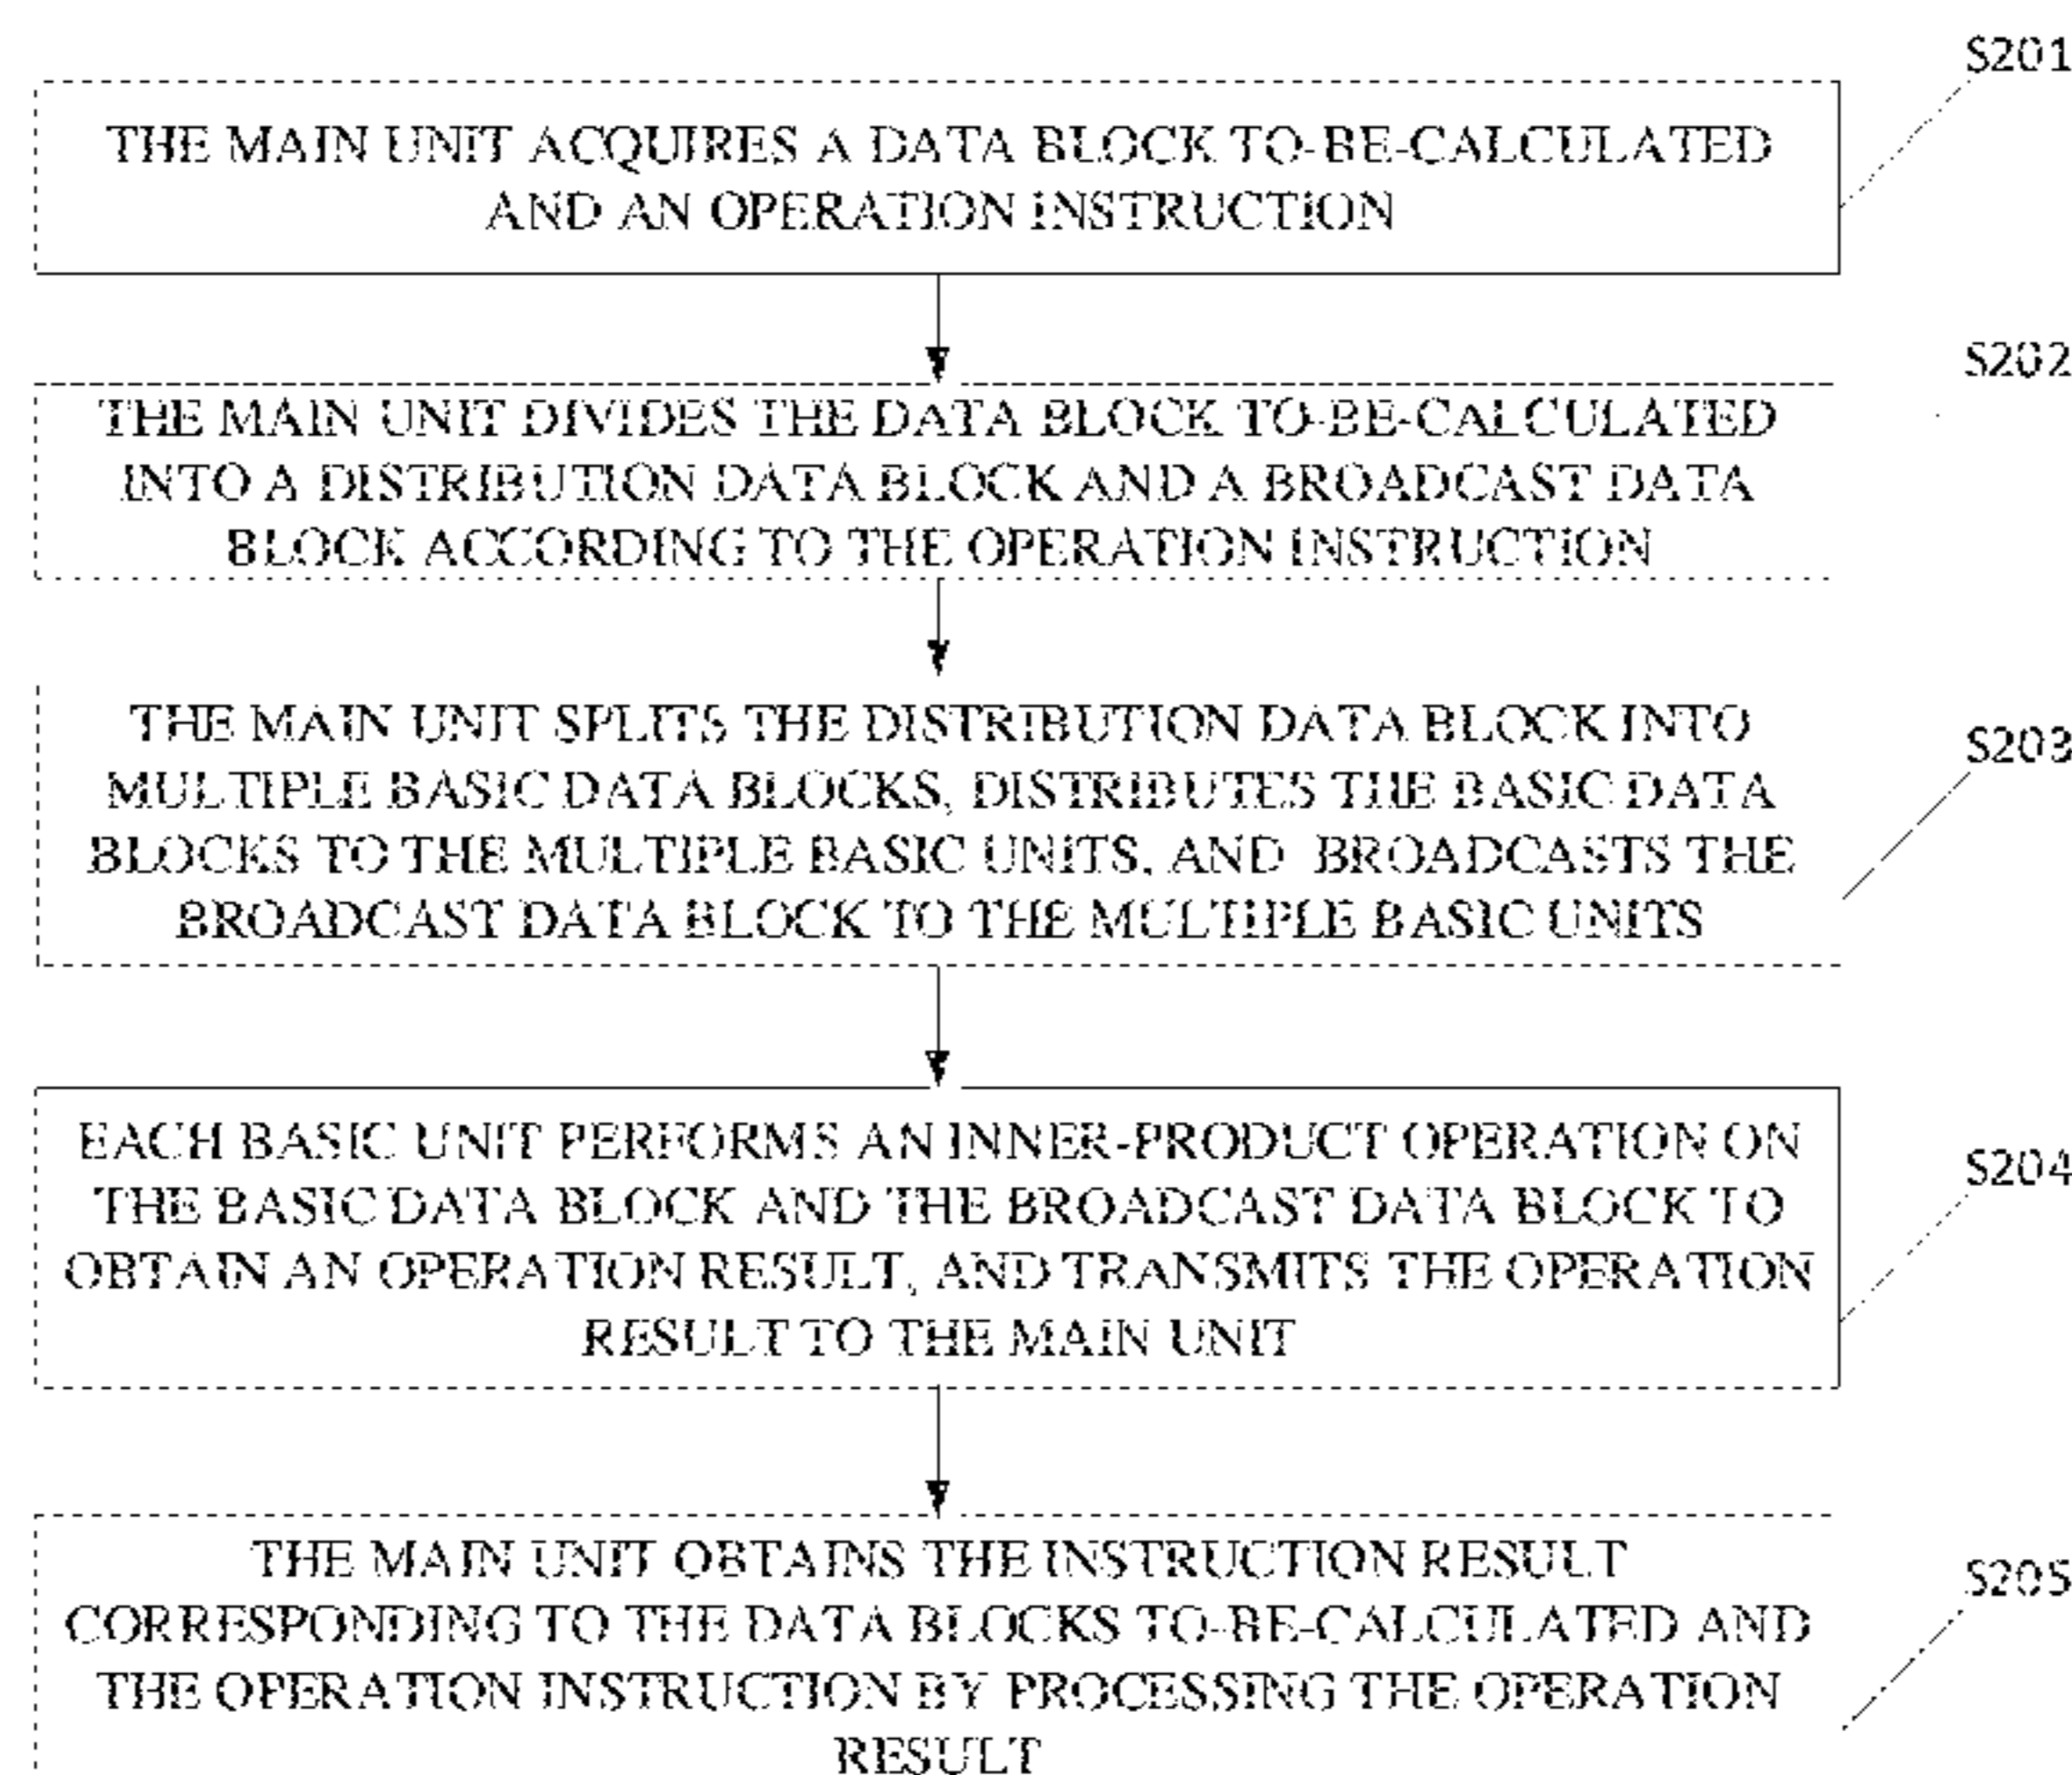 S201
THE MAIN UNIT ACQUIRES A DATA BLOCK TO-BE-CALCULATED
AND AN OPERATION INSTRUCTION
S202
THE MAIN UNIT DIVIDES THE DATA BLOCK TO-BE-CALCULATED
INTO A DISTRIBUTION DATA BLOCK AND A BROADCAST DATA
BLOCK ACCORDING TO THE OPERATION INSTRUCTION
THE MAIN UNIT SPLITS THE DISTRIBUTION DATA BLOCK INTO
S203
MULTIPLE BASIC DATA BLOCKS, DISTRIBUTES THE BASIC DATA
BLOCKS TO THE MULTIPLE BASIC UNITS, AND BROADCASTS THE
BROADCAST DATA BLOCK TO THE MULTIPLE BASIC UNITS
EACH BASIC UNIT PERFORMS AN INNER-PRODUCT OPERATION ON
S204
THE BASIC DATA BLOCK AND THE BROADCAST DATA BLOCK TO
OBTAIN AN OPERATION RESULT, AND TRANSMITS THE OPERATION
RESULT TO THE MAIN UNIT
THE MAIN UNIT OBTAINS THE INSTRUCTION RESULT
S205
CORRESPONDING TO THE DATA BLOCKS TO-BE-CALCULATED AND
THE OPERATION INSTRUCTION BY PROCESSING THE OPERATION
RESULT